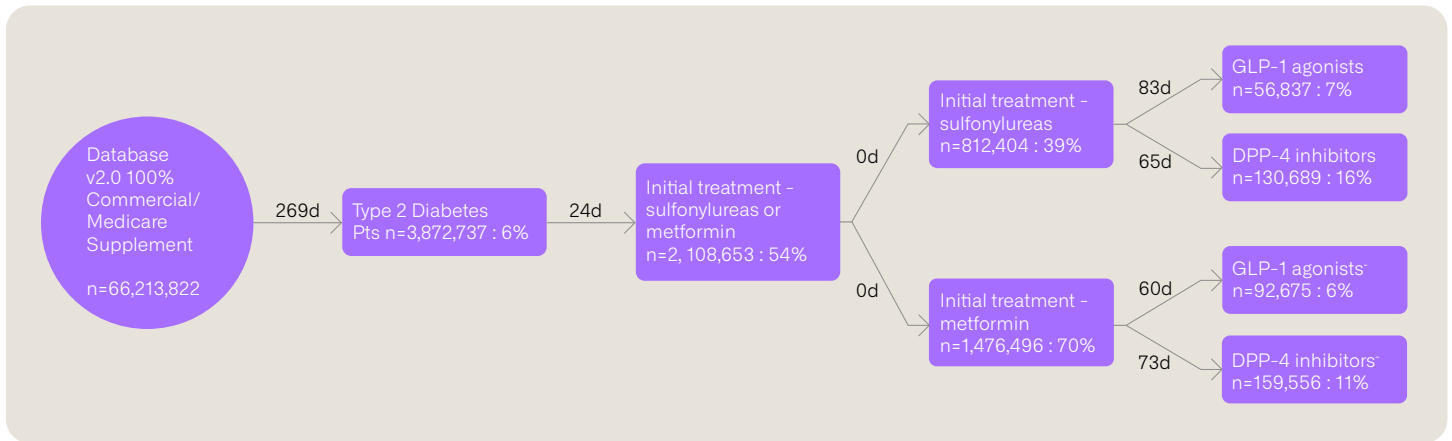 Database
v2.0 100%
Commercial/
Medicare
Supplement
n=66,213,822
269d
Type 2 Diabetes
Pts n=3,872,737 : 6%
24d
Initial treatment -
sulfonylureas or
metformin
n=2, 108,653 : 54%
0d
Initial treatment -
sulfonylureas
n=812,404 : 39%
83d
GLP-1 agonists
n=56,837 : 7%
65d
DPP-4 inhibitors
n=130,689 : 16%
0d
Initial treatment -
metformin
n=1,476,496 : 70%
60d
GLP-1 agonists-
n=92,675 : 6%
73d
DPP-4 inhibitors-
n=159,556 : 11%